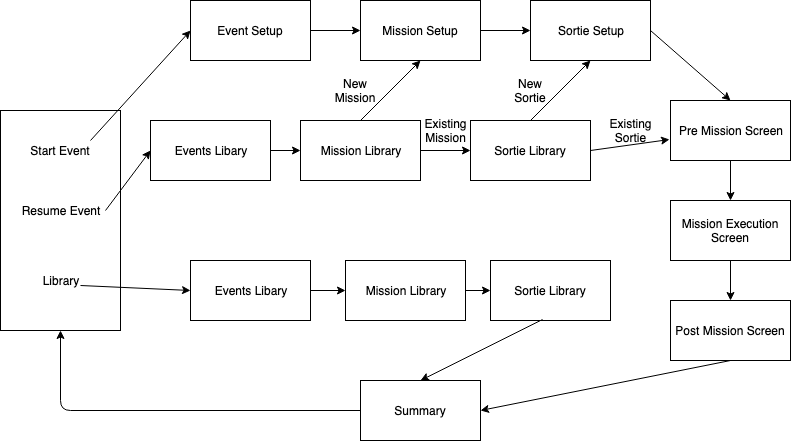 Event Setup
Mission Setup
Sortie Setup
New
Mission
New
Sortie
Start Event
Events Libary
Mission Library
Existing
Mission
Sortie Library
Existing
Sortie
Pre Mission Screen
Resume Event
Mission Execution
Screen
Library
Events Libary
Mission Library
Sortie Library
Post Mission Screen
Summary